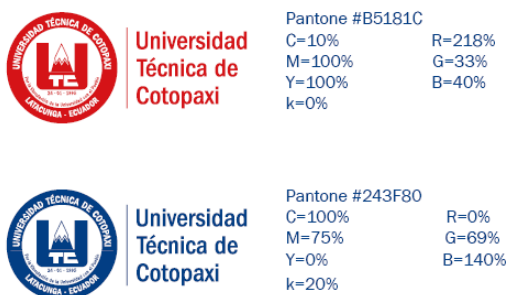 UNIVERSIDAD TÉCNICA DE COTOPAXI
UTC
LATACUNGA - ECUADOR
Universidad
Técnica de
Cotopaxi
Pantone #B5181C
C=10% R=218%
M=100% G=33%
Y=100% B=40%
k=0%
UNIVERSIDAD TÉCNICA DE COTOPAXI
UTC
LATACUNGA - ECUADOR
Universidad
Técnica de
Cotopaxi
Pantone #243F80
C=100% R=0%
M=75% G=69%
Y=0% B=140%
k=20%